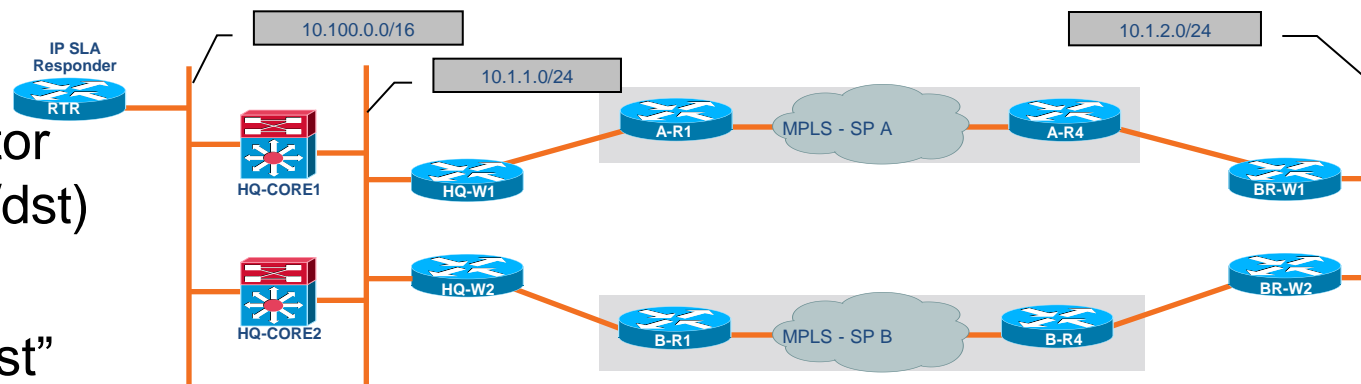 10.100.0.0/16
10.1.2.0/24
IP SLA
Responder
RTR
10.1.1.0/24
tor
/dst)
st”
HQ-CORE1
HQ-CORE2
HQ-W1
HQ-W2
A-R1
MPLS - SP A
A-R4
BR-W1
B-R1
MPLS - SP B
B-R4
BR-W2